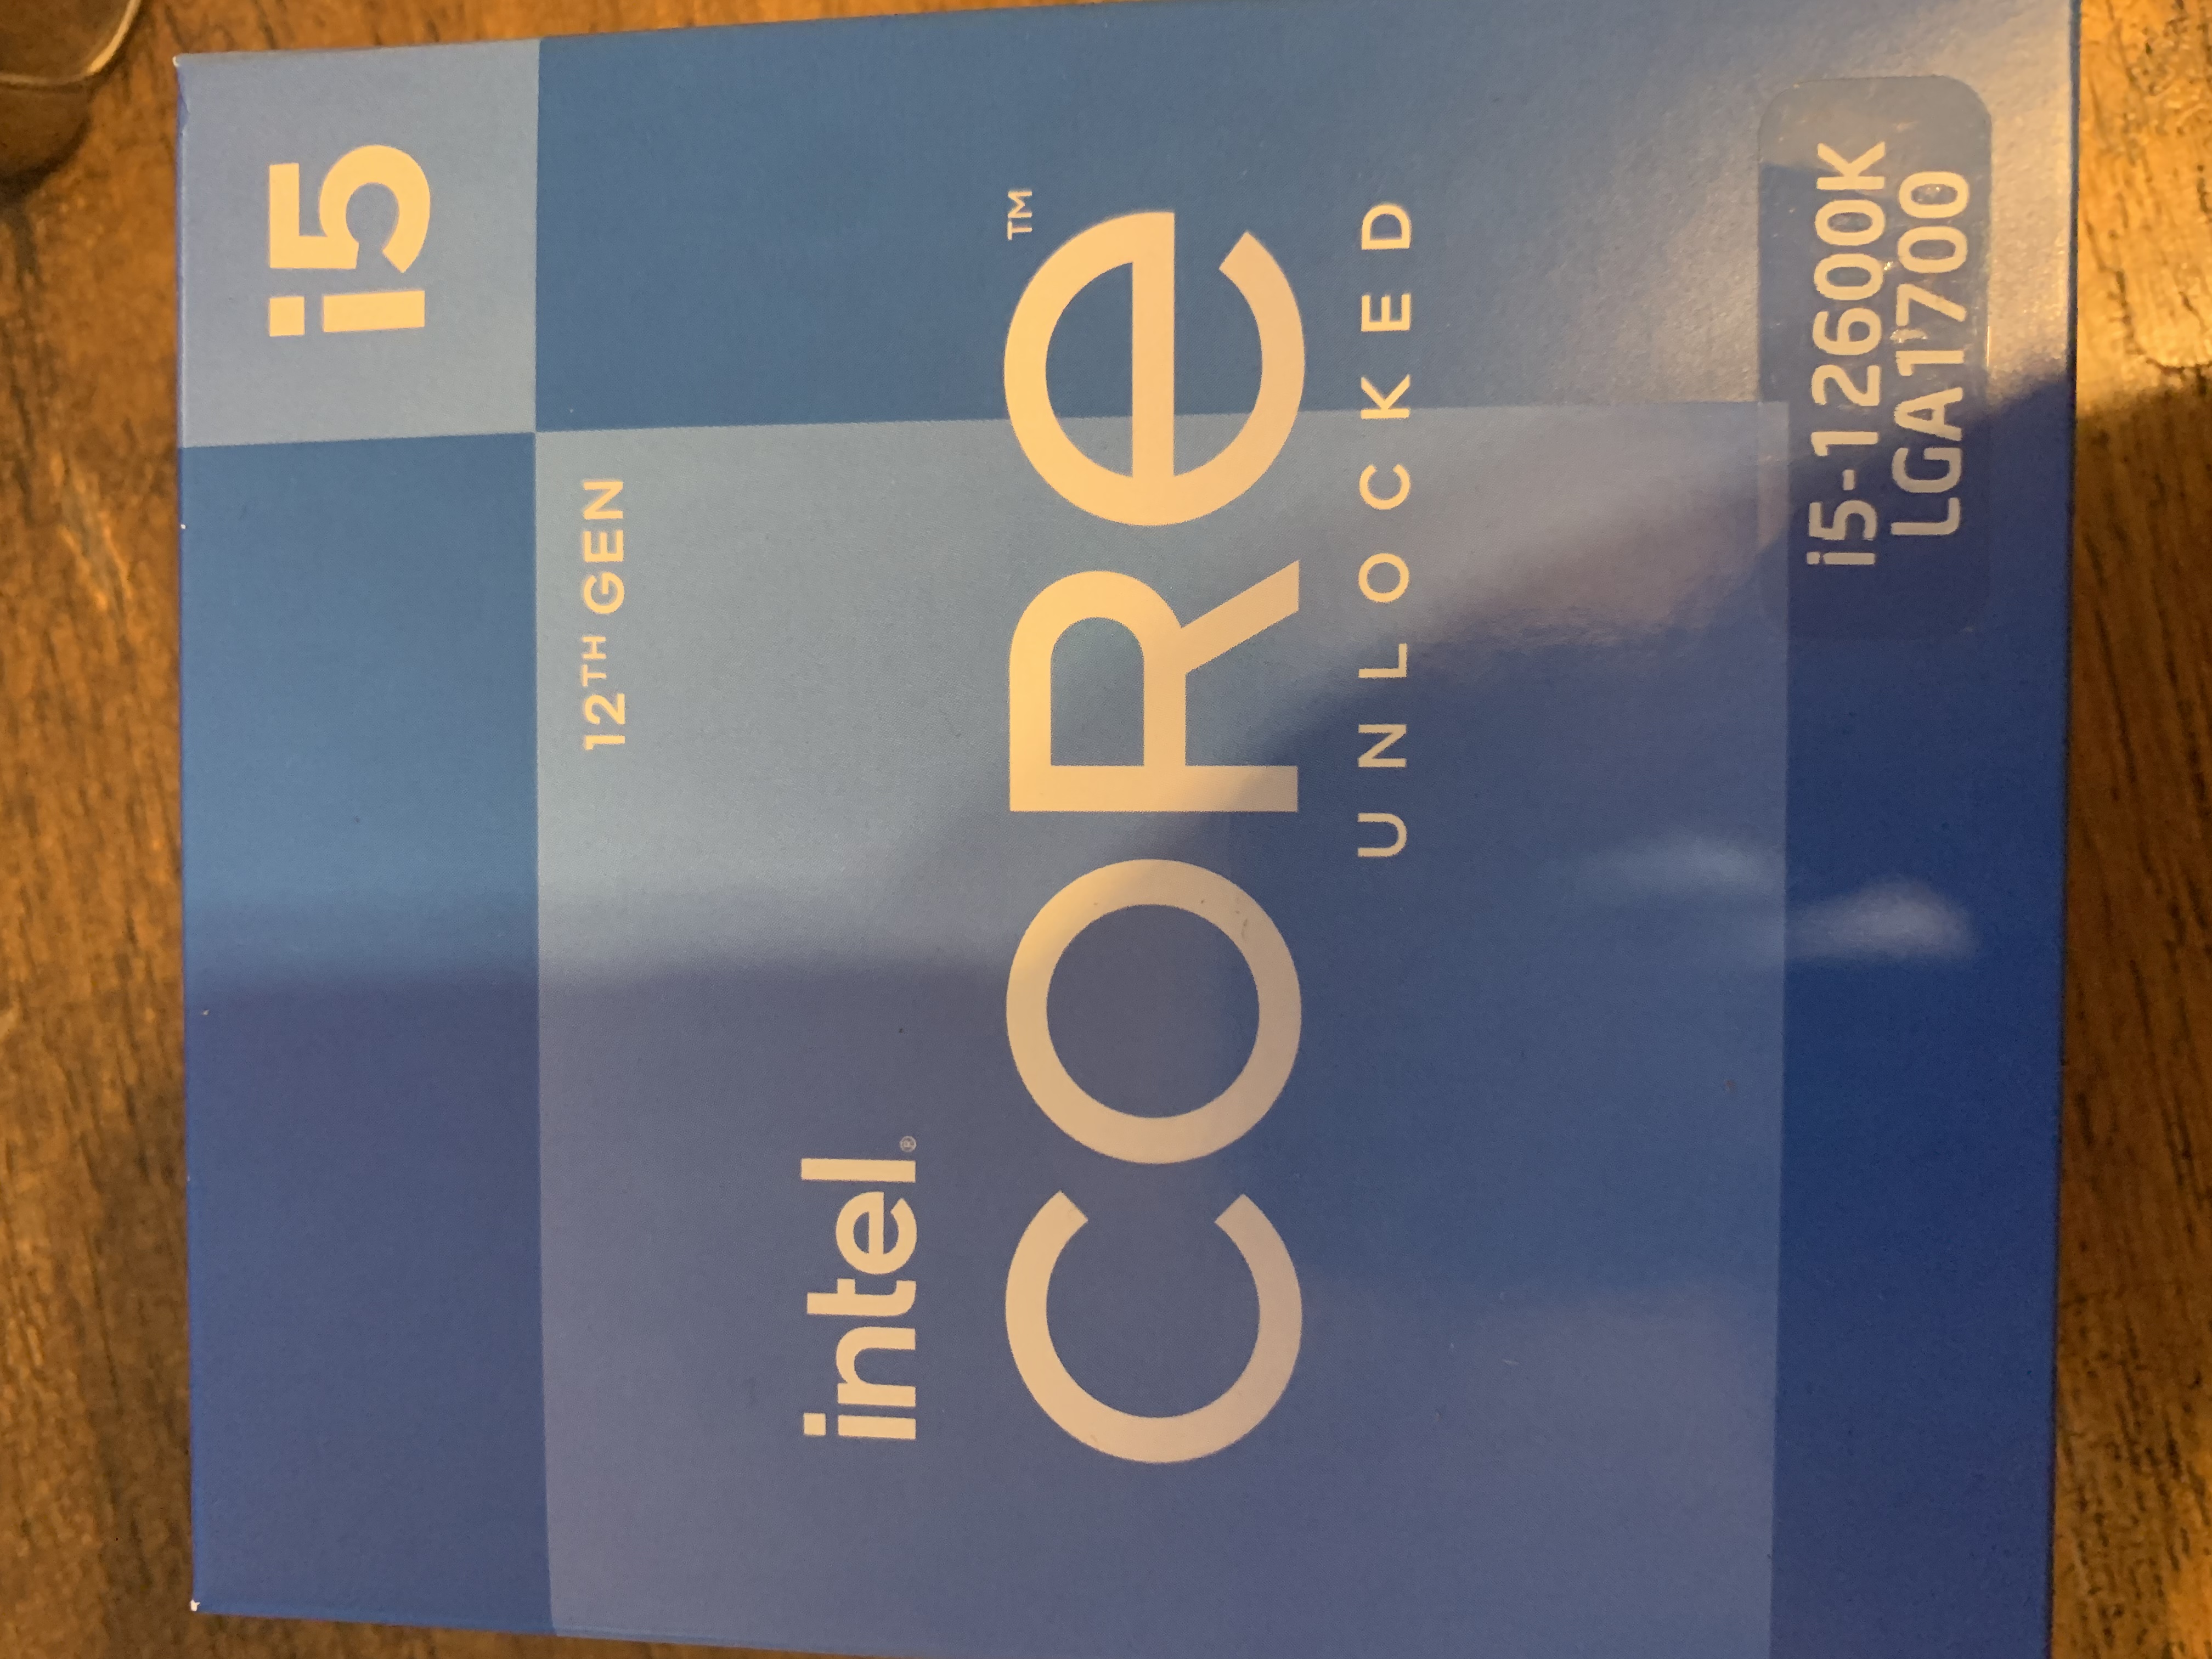 i5
12TH GEN
intel®
CORe™
UNLOCKED
i5-12600K
LGA1700